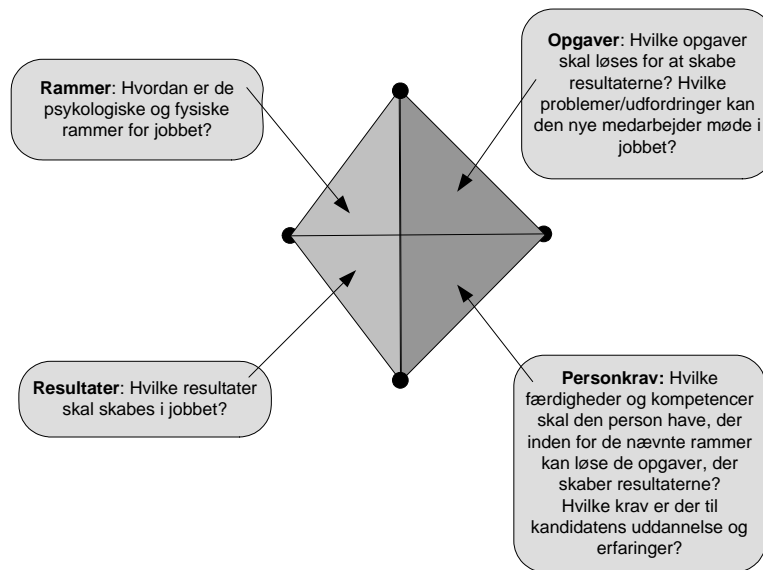 Rammer: Hvordan er de
psykologiske og fysiske
rammer for jobbet?
Opgaver: Hvilke opgaver
skal løses for at skabe
resultaterne? Hvilke
problemer/udfordringer kan
den nye medarbejder møde i
jobbet?
Resultater: Hvilke resultater
skal skabes i jobbet?
Personkrav: Hvilke
færdigheder og kompetencer
skal den person have, der
inden for de nævnte rammer
kan løse de opgaver, der
skaber resultaterne?
Hvilke krav er der til
kandidatens uddannelse og
erfaringer?